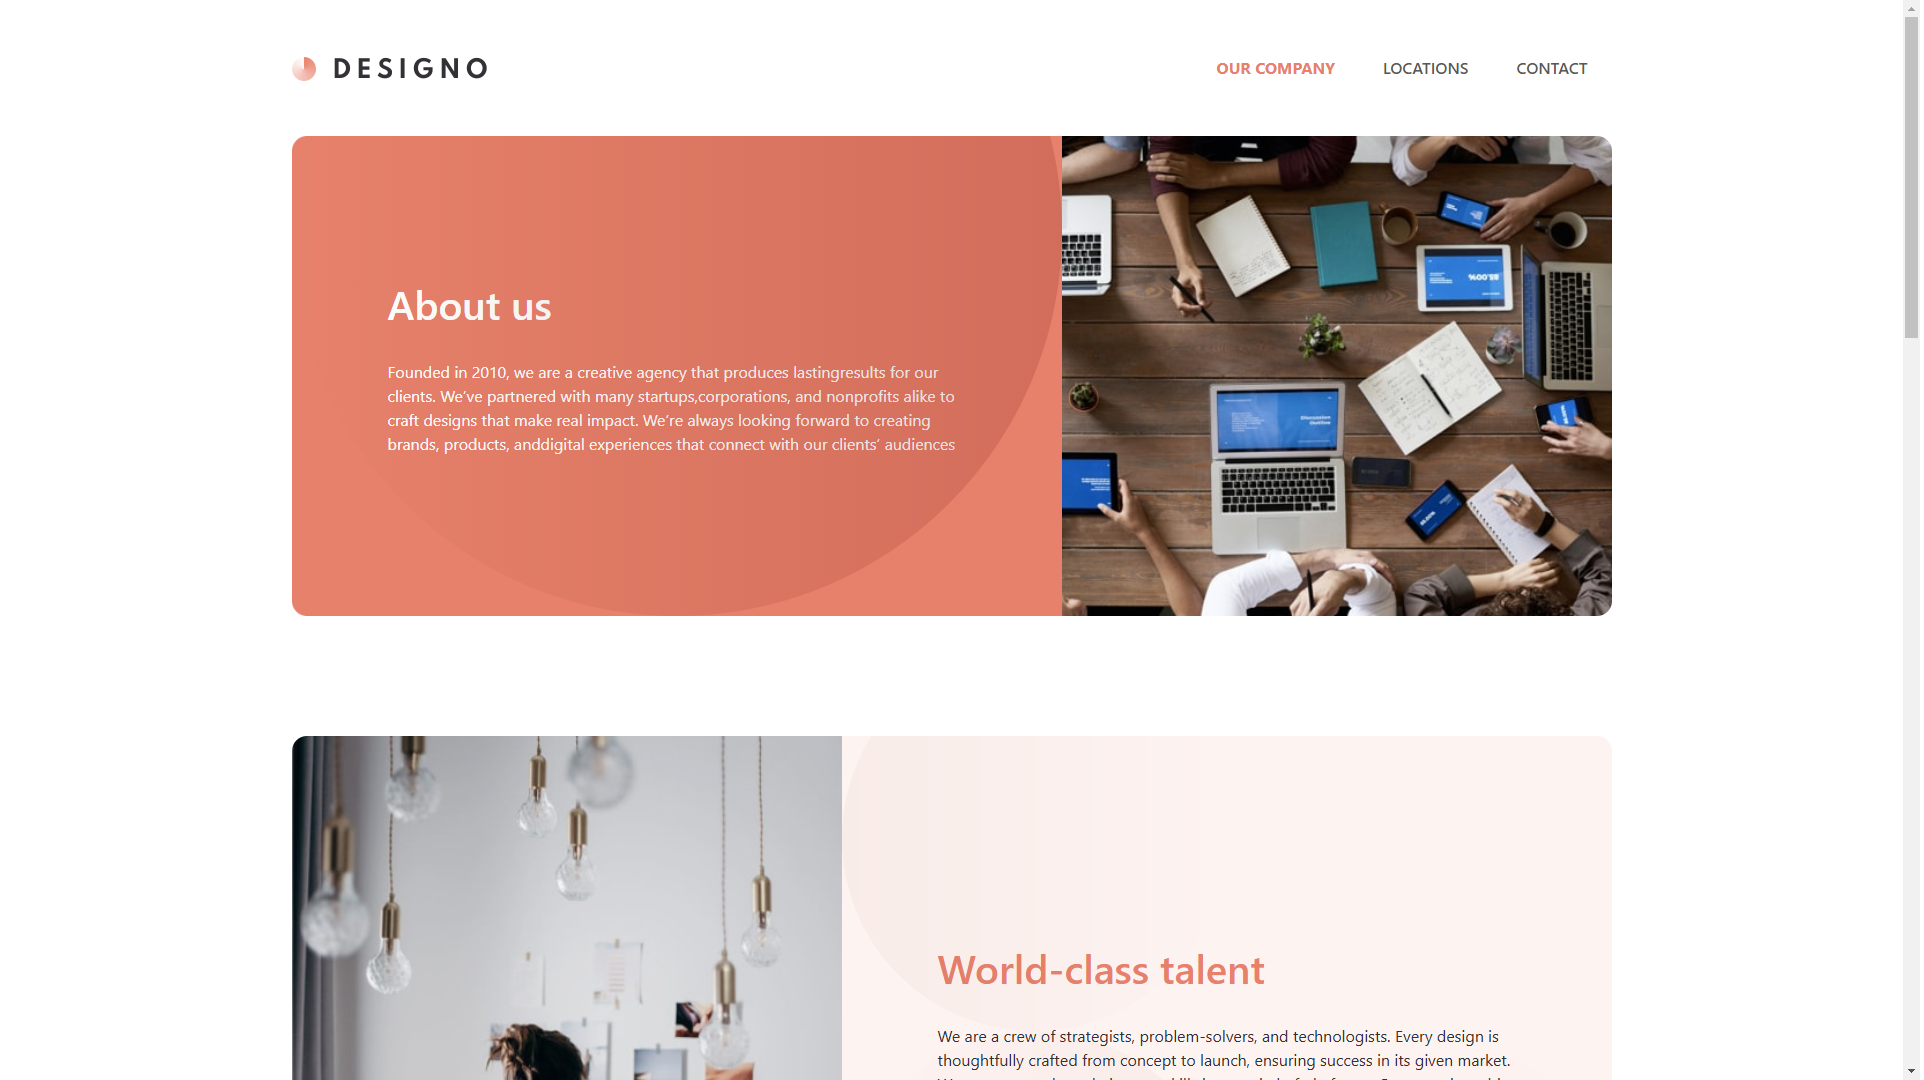 DESIGNO
OUR COMPANY LOCATIONS CONTACT
About us
Founded in 2010, we are a creative agency that produces lastingresults for our
clients. We’ve partnered with many startups,corporations, and nonprofits alike to
craft designs that make real impact. We’re always looking forward to creating
brands, products, anddigital experiences that connect with our clients’ audiences
85.00%
World-class talent
We are a crew of strategists, problem-solvers, and technologists. Every design is
thoughtfully crafted from concept to launch, ensuring success in its given market.